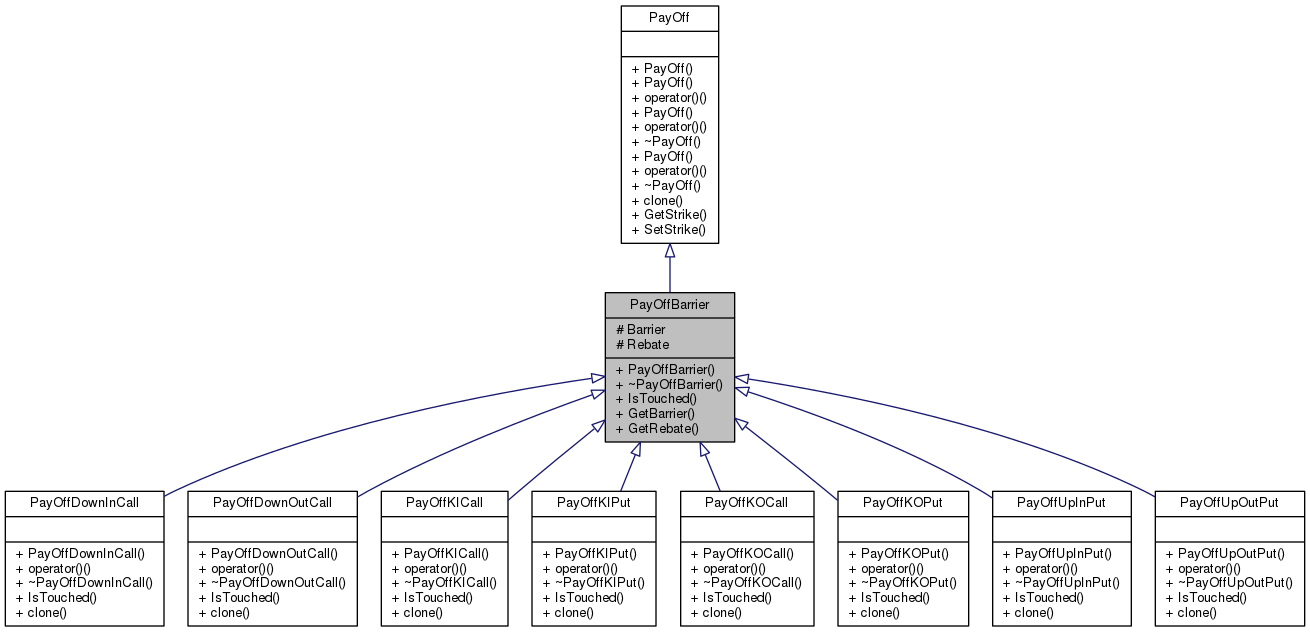 PayOff
+ PayOff()
+ PayOff()
+ operator()()
+ PayOff()
+ operator()()
+ ~PayOff()
+ PayOff()
+ operator()()
+ ~PayOff()
+ clone()
+ GetStrike()
+ SetStrike()
PayOffBarrier
# Barrier
# Rebate
+ PayOffBarrier()
+ ~PayOffBarrier()
+ IsTouched()
+ GetBarrier()
+ GetRebate()
PayOffDownInCall
+ PayOffDownInCall()
+ operator()()
+ ~PayOffDownInCall()
+ IsTouched()
+ clone()
PayOffDownOutCall
+ PayOffDownOutCall()
+ operator()()
+ ~PayOffDownOutCall()
+ IsTouched()
+ clone()
PayOffKICall
+ PayOffKICall()
+ operator()()
+ ~PayOffKICall()
+ IsTouched()
+ clone()
PayOffKIPut
+ PayOffKIPut()
+ operator()()
+ ~PayOffKIPut()
+ IsTouched()
+ clone()
PayOffKOCall
+ PayOffKOCall()
+ operator()()
+ ~PayOffKOCall()
+ IsTouched()
+ clone()
PayOffKOPut
+ PayOffKOPut()
+ operator()()
+ ~PayOffKOPut()
+ IsTouched()
+ clone()
PayOffUpInPut
+ PayOffUpInPut()
+ operator()()
+ ~PayOffUpInPut()
+ IsTouched()
+ clone()
PayOffUpOutPut
+ PayOffUpOutPut()
+ operator()()
+ ~PayOffUpOutPut()
+ IsTouched()
+ clone()